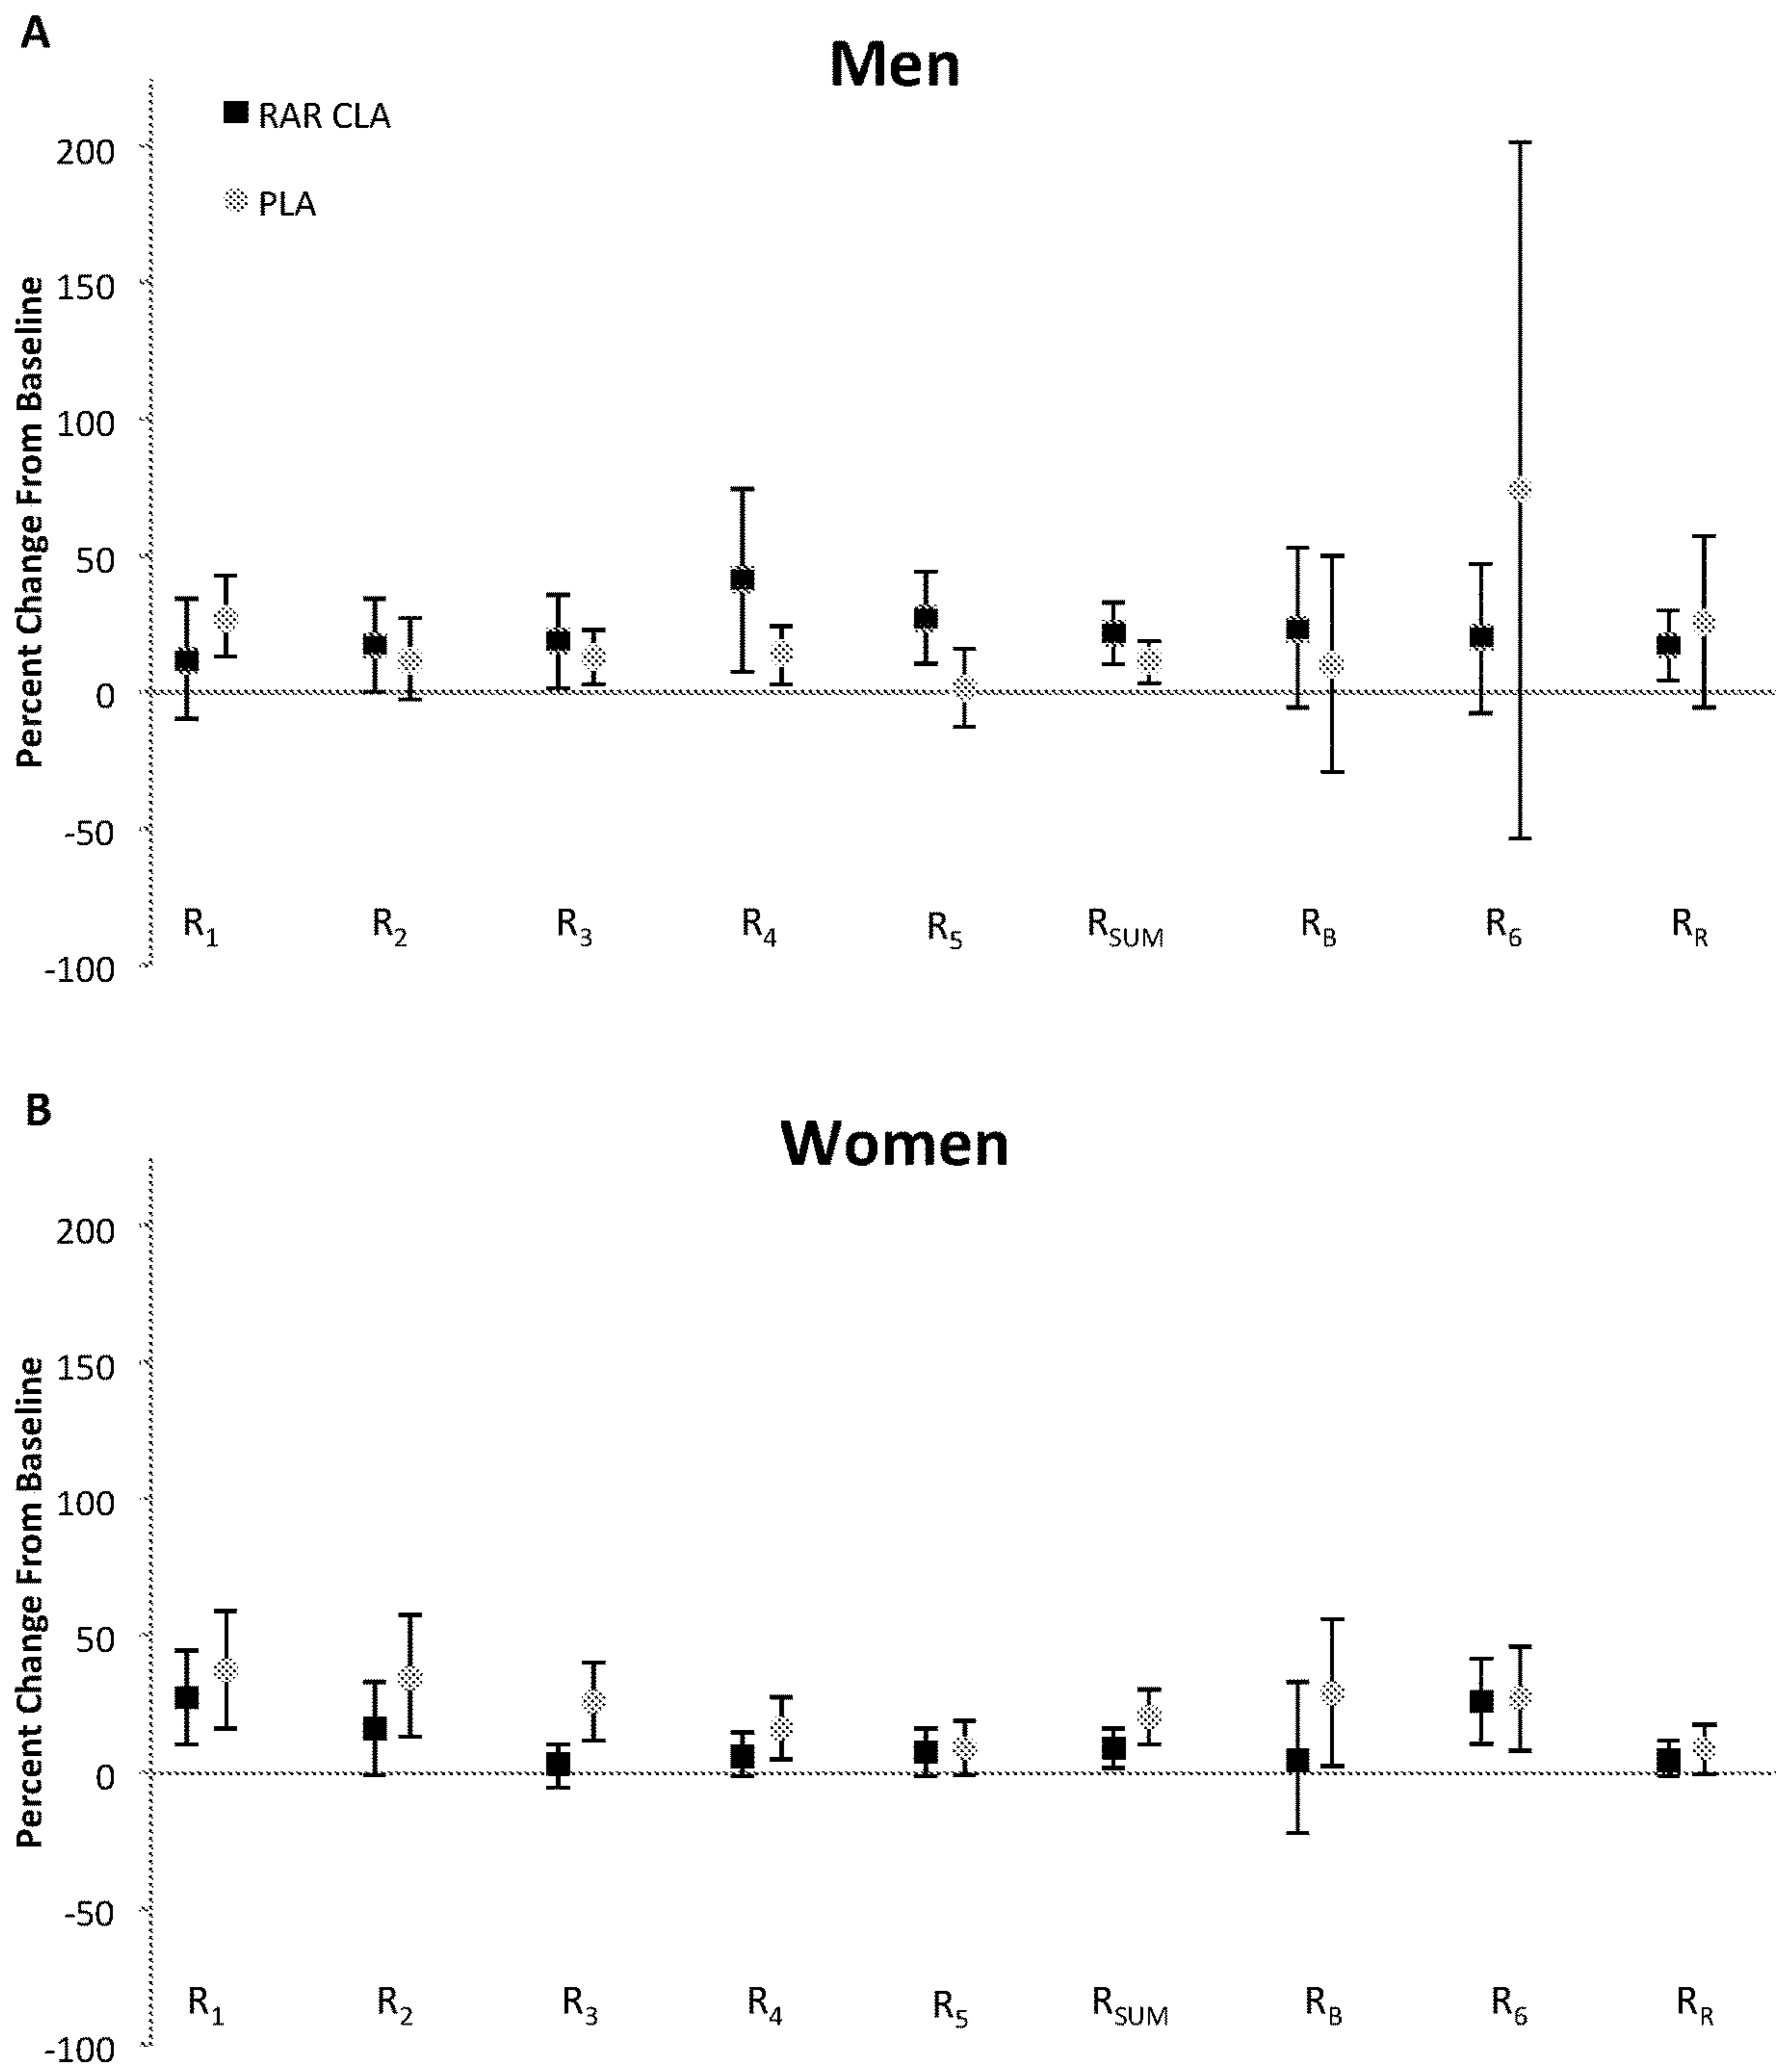 A
Men
RAR CLA
PLA
Percent Change From Baseline
200
150
100
50
0
-50
-100
R1 R2 R3 R4 R5 RSUM RB R6 RR
B
Women
Percent Change From Baseline
200
150
100
50
0
-50
-100
R1 R2 R3 R4 R5 RSUM RB R6 RR